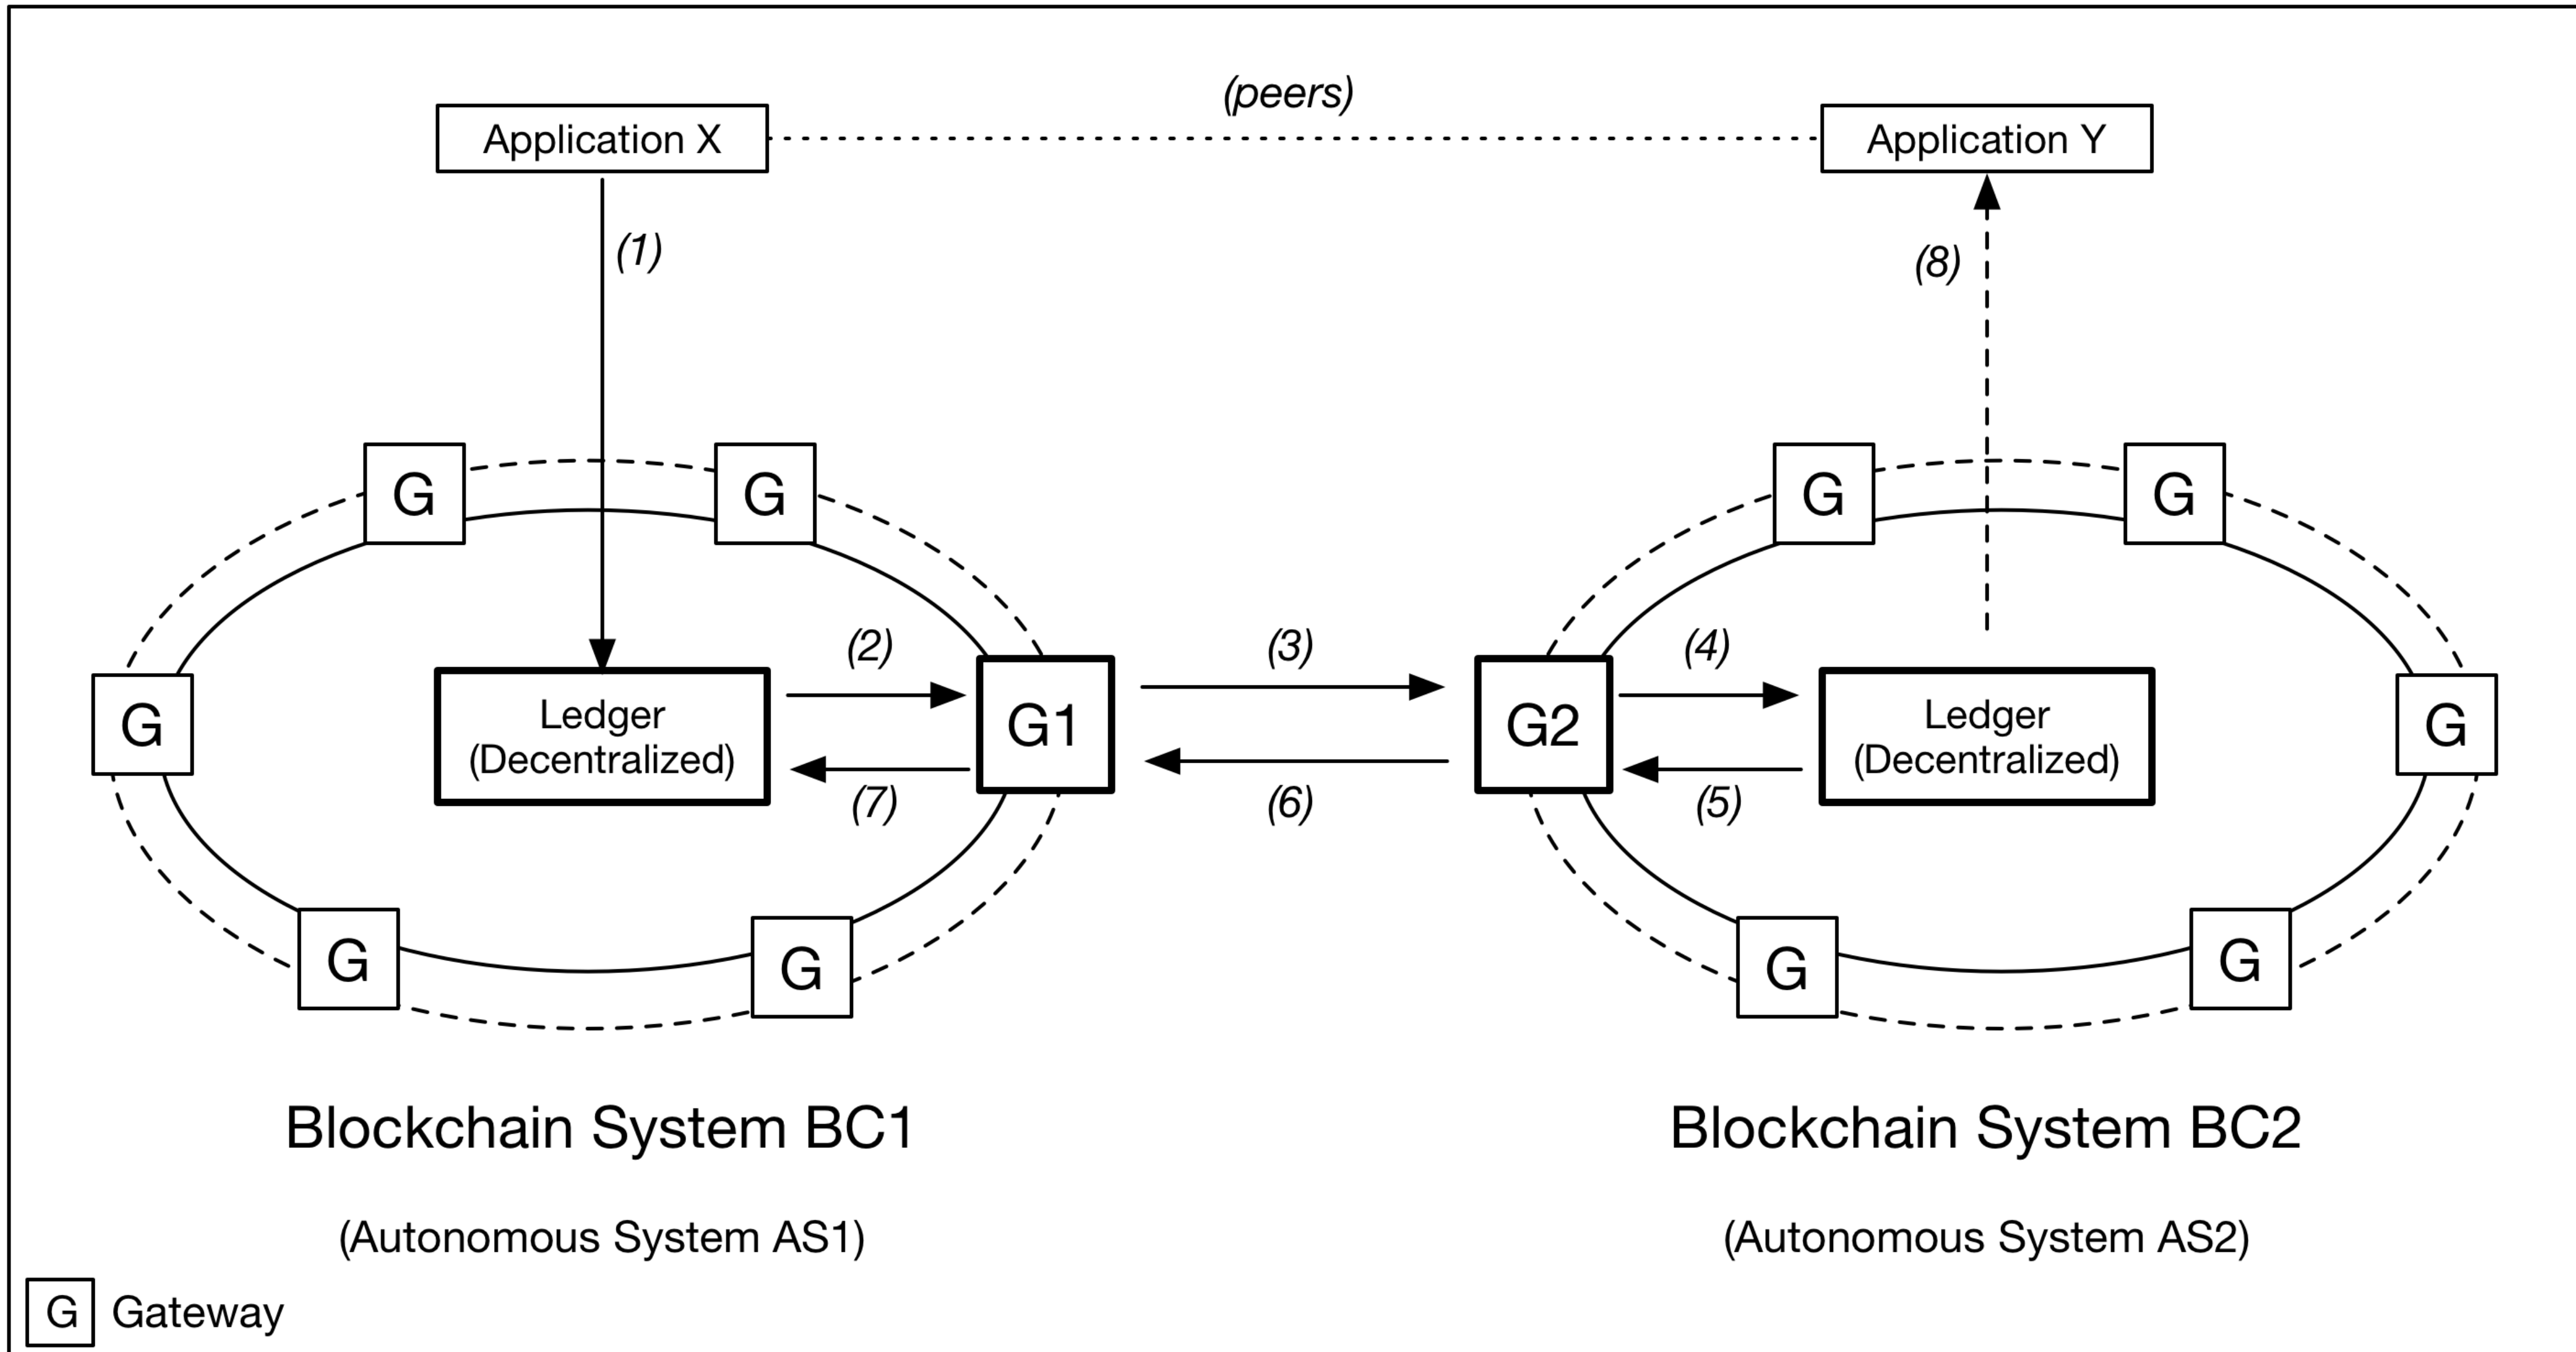 (peers)
Application X
Application Y
(1)
(8)
G
G
G
G
(2)
(3)
(4)
G
Ledger
(Decentralized)
G1
G2
Ledger
(Decentralized)
G
(7)
(6)
(5)
G
G
G
G
Blockchain System BC1
Blockchain System BC2
(Autonomous System AS1)
(Autonomous System AS2)
G Gateway